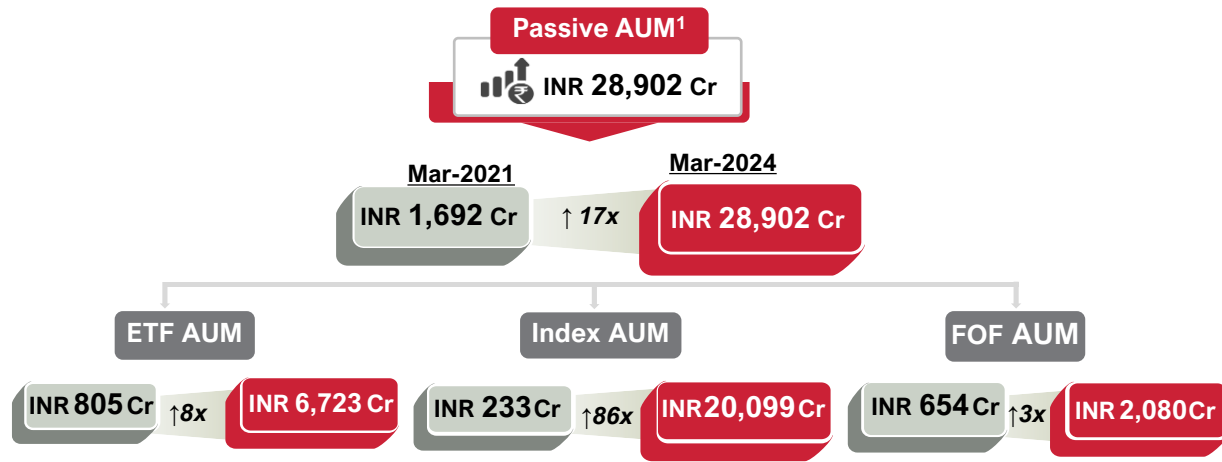 Passive AUM¹
INR 28,902 Cr
Mar-2021
Mar-2024
INR 1,692 Cr
↑ 17x
INR 28,902 Cr
ETF AUM
Index AUM
FOF AUM
INR 805 Cr
↑8x
INR 6,723 Cr
INR 233 Cr
↑86x
INR 20,099 Cr
INR 654 Cr
↑3x
INR 2,080 Cr